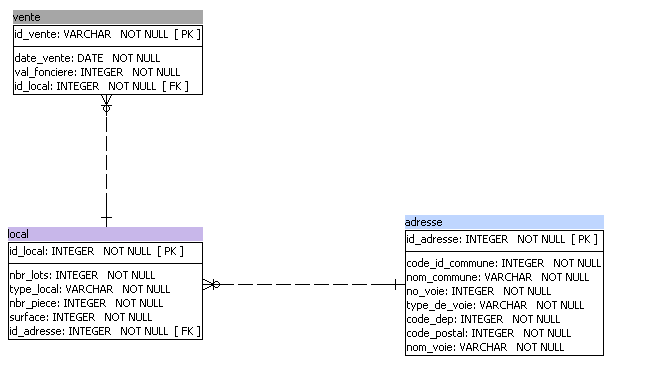 vente
id_vente: VARCHAR NOT NULL [ PK ]
date_vente: DATE NOT NULL
val_fonciere: INTEGER NOT NULL
id_local: INTEGER NOT NULL [ FK ]
local
id_local: INTEGER NOT NULL [ PK ]
nbr_lots: INTEGER NOT NULL
type_local: VARCHAR NOT NULL
nbr_piece: INTEGER NOT NULL
surface: INTEGER NOT NULL
id_adresse: INTEGER NOT NULL [ FK ]
adresse
id_adresse: INTEGER NOT NULL [ PK ]
code_id_commune: INTEGER NOT NULL
nom_commune: VARCHAR NOT NULL
no_voie: INTEGER NOT NULL
type_de_voie: VARCHAR NOT NULL
code_dep: INTEGER NOT NULL
code_postal: INTEGER NOT NULL
nom_voie: VARCHAR NOT NULL